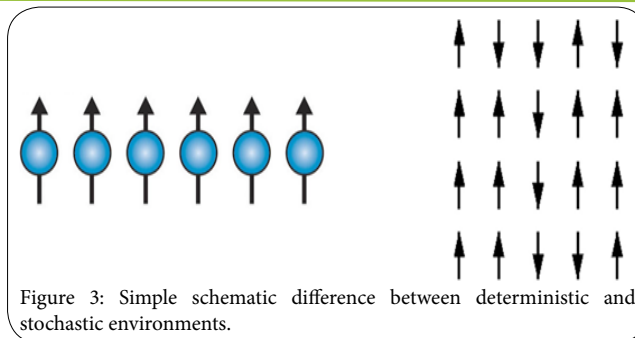 Figure 3: Simple schematic difference between deterministic and
stochastic environments.